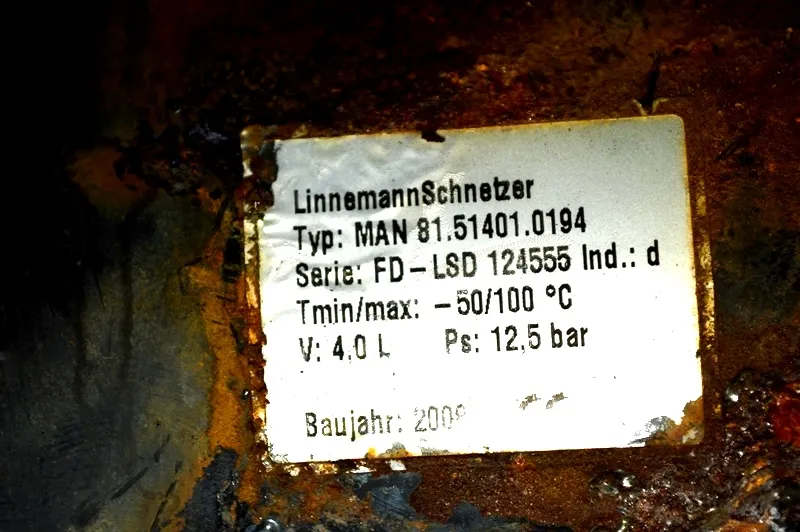 LinnemannSchnetzer
Typ: MAN 81.51401.0194
Serie: FD-LSD 124555 Ind.: d
Tmin/max: -50/100 °C
V: 4,0 L Ps: 12,5 bar
Baujahr: